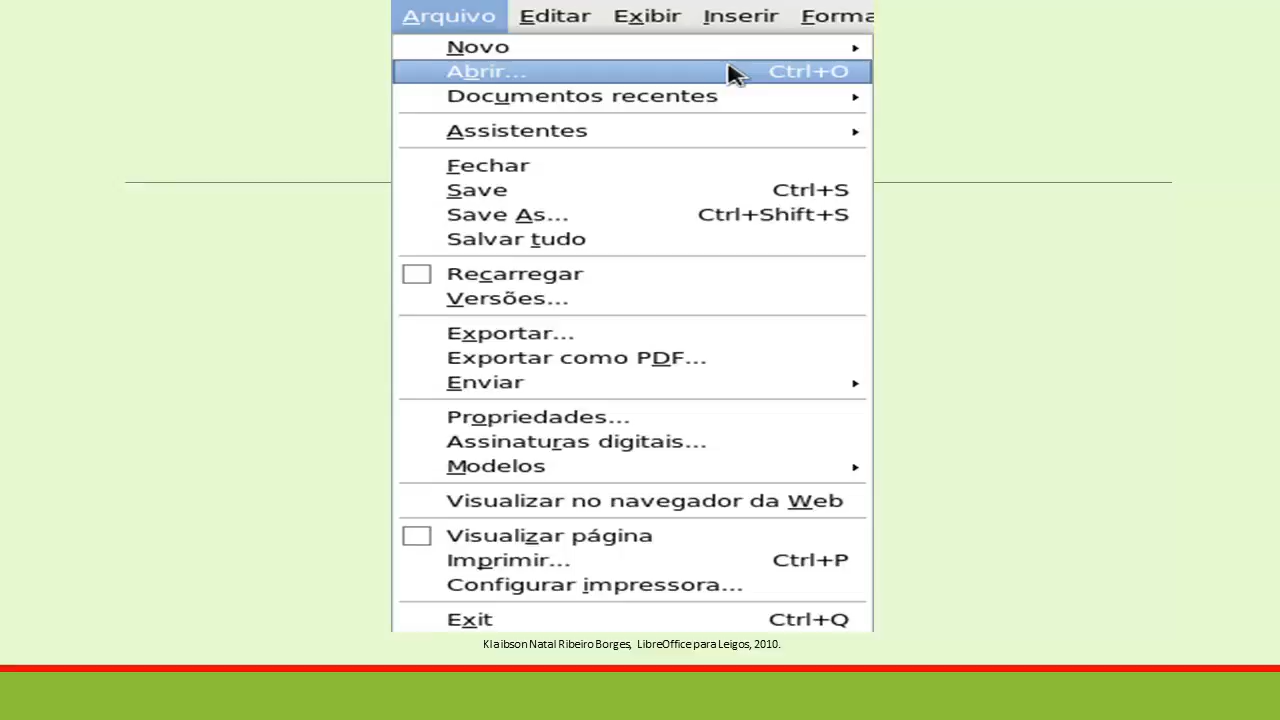 Arquivo Editar Exibir Inserir Forma
Novo
Abrir... Ctrl+O
Documentos recentes
Assistentes
Fechar
Save Ctrl+S
Save As... Ctrl+Shift+S
Salvar tudo
Recarregar
Versões...
Exportar...
Exportar como PDF...
Enviar
Propriedades...
Assinaturas digitais...
Modelos
Visualizar no navegador da Web
Visualizar página
Imprimir... Ctrl+P
Configurar impressora...
Exit Ctrl+Q
Klaibson Natal Ribeiro Borges, LibreOffice para Leigos, 2010.